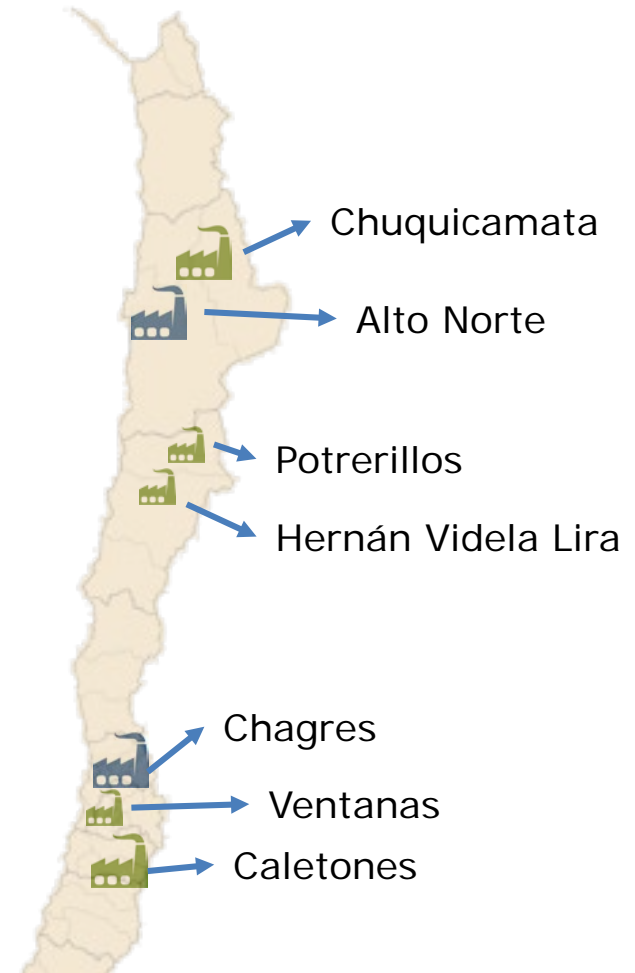 Chuquicamata
Alto Norte
Potrerillos
Hernán Videla Lira
Chagres
Ventanas
Caletones